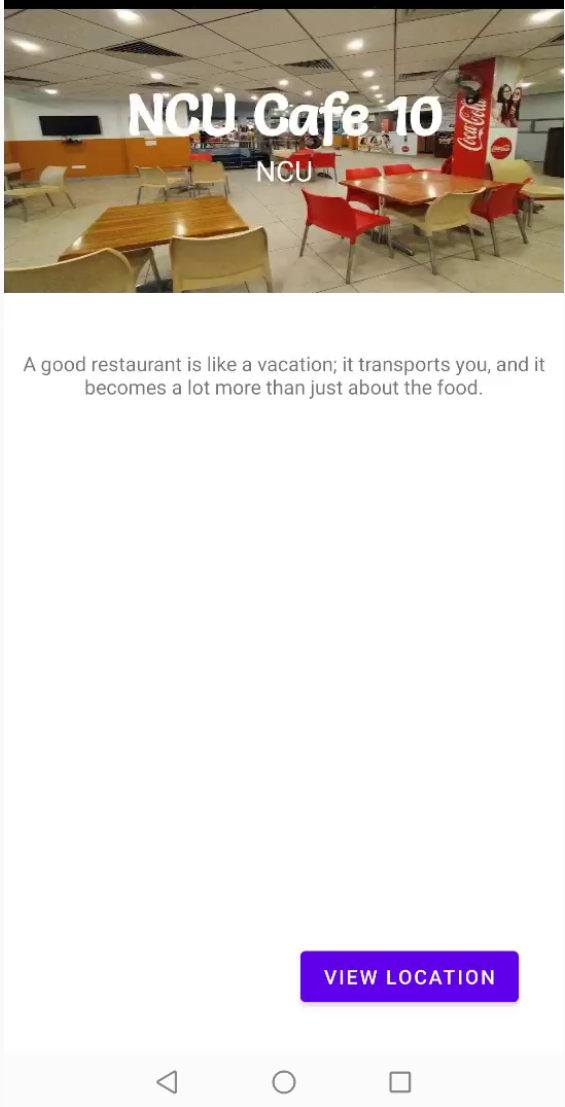 NCU Cafe 10
NCU
Coca-Cola
A good restaurant is like a vacation; it transports you, and it
becomes a lot more than just about the food.
VIEW LOCATION